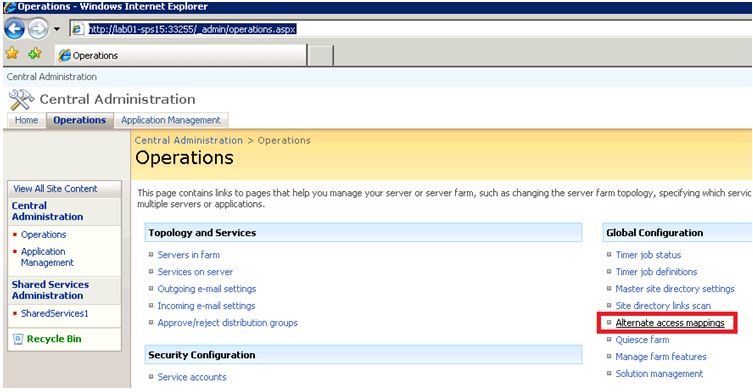 Operations - Windows Internet Explorer
http://lab01-sps15:33255/_admin/operations.aspx
Operations
Central Administration
Central Administration
Home Operations Application Management
Central Administration > Operations
Operations
This page contains links to pages that help you manage your server or server farm, such as changing the server farm topology, specifying which
multiple servers or applications.
View All Site Content
Central
Administration
Operations
Application
Management
Shared Services
Administration
SharedServices1
Recycle Bin
Topology and Services
Servers in farm
Services on server
Outgoing e-mail settings
Incoming e-mail settings
Approve/reject distribution groups
Security Configuration
Service accounts
Global Configuration
Timer job status
Timer job definitions
Master site directory settings
Site directory links scan
Alternate access mappings
Quiesce farm
Manage farm features
Solution management